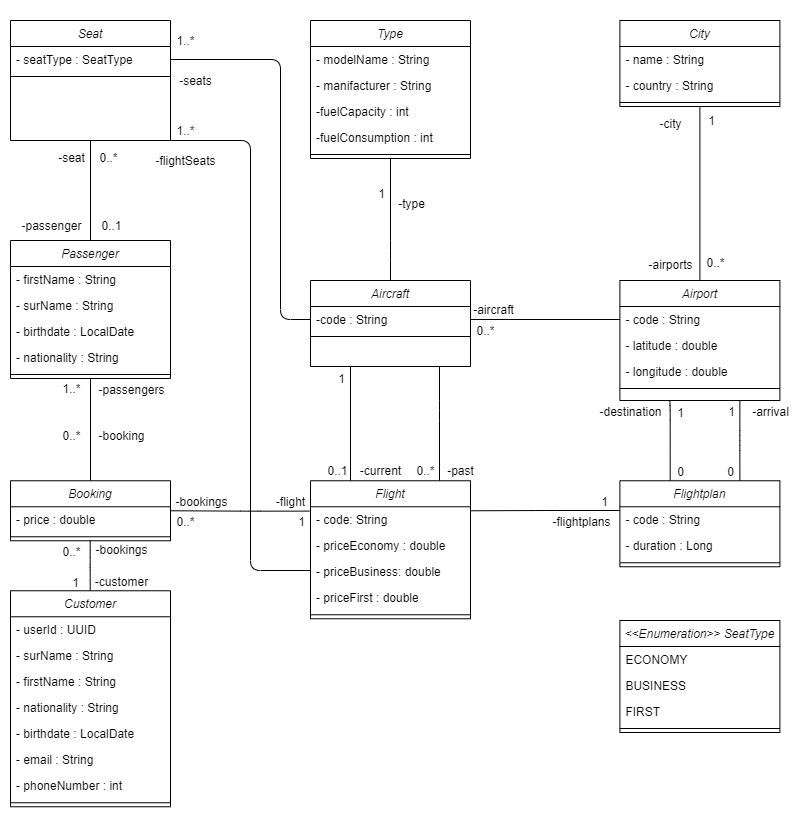 Seat
- seatType : SeatType
1..*
-seats
1..*
-flightSeats
-seat
0..*
-passenger
0..1
Type
- modelName : String
- manifacturer : String
-fuelCapacity : int
-fuelConsumption : int
1
-type
City
- name : String
- country : String
-city
1
-airports
0..*
Passenger
- firstName : String
- surName : String
- birthdate : LocalDate
- nationality : String
1..*
-passengers
0..*
-booking
Aircraft
-code : String
-aircraft
0..*
1
0..1
-current
0..*
-past
Airport
- code : String
- latitude : double
- longitude : double
-destination
1
1
-arrival
0
0
Booking
- price : double
-bookings
0..*
-flight
1
0..*
-bookings
1
-customer
Flight
- code: String
- priceEconomy : double
- priceBusiness: double
- priceFirst : double
1
-flightplans
Flightplan
- code : String
- duration : Long
Customer
- userId : UUID
- surName : String
- firstName : String
- nationality : String
- birthdate : LocalDate
- email : String
- phoneNumber : int
<<Enumeration>> SeatType
ECONOMY
BUSINESS
FIRST